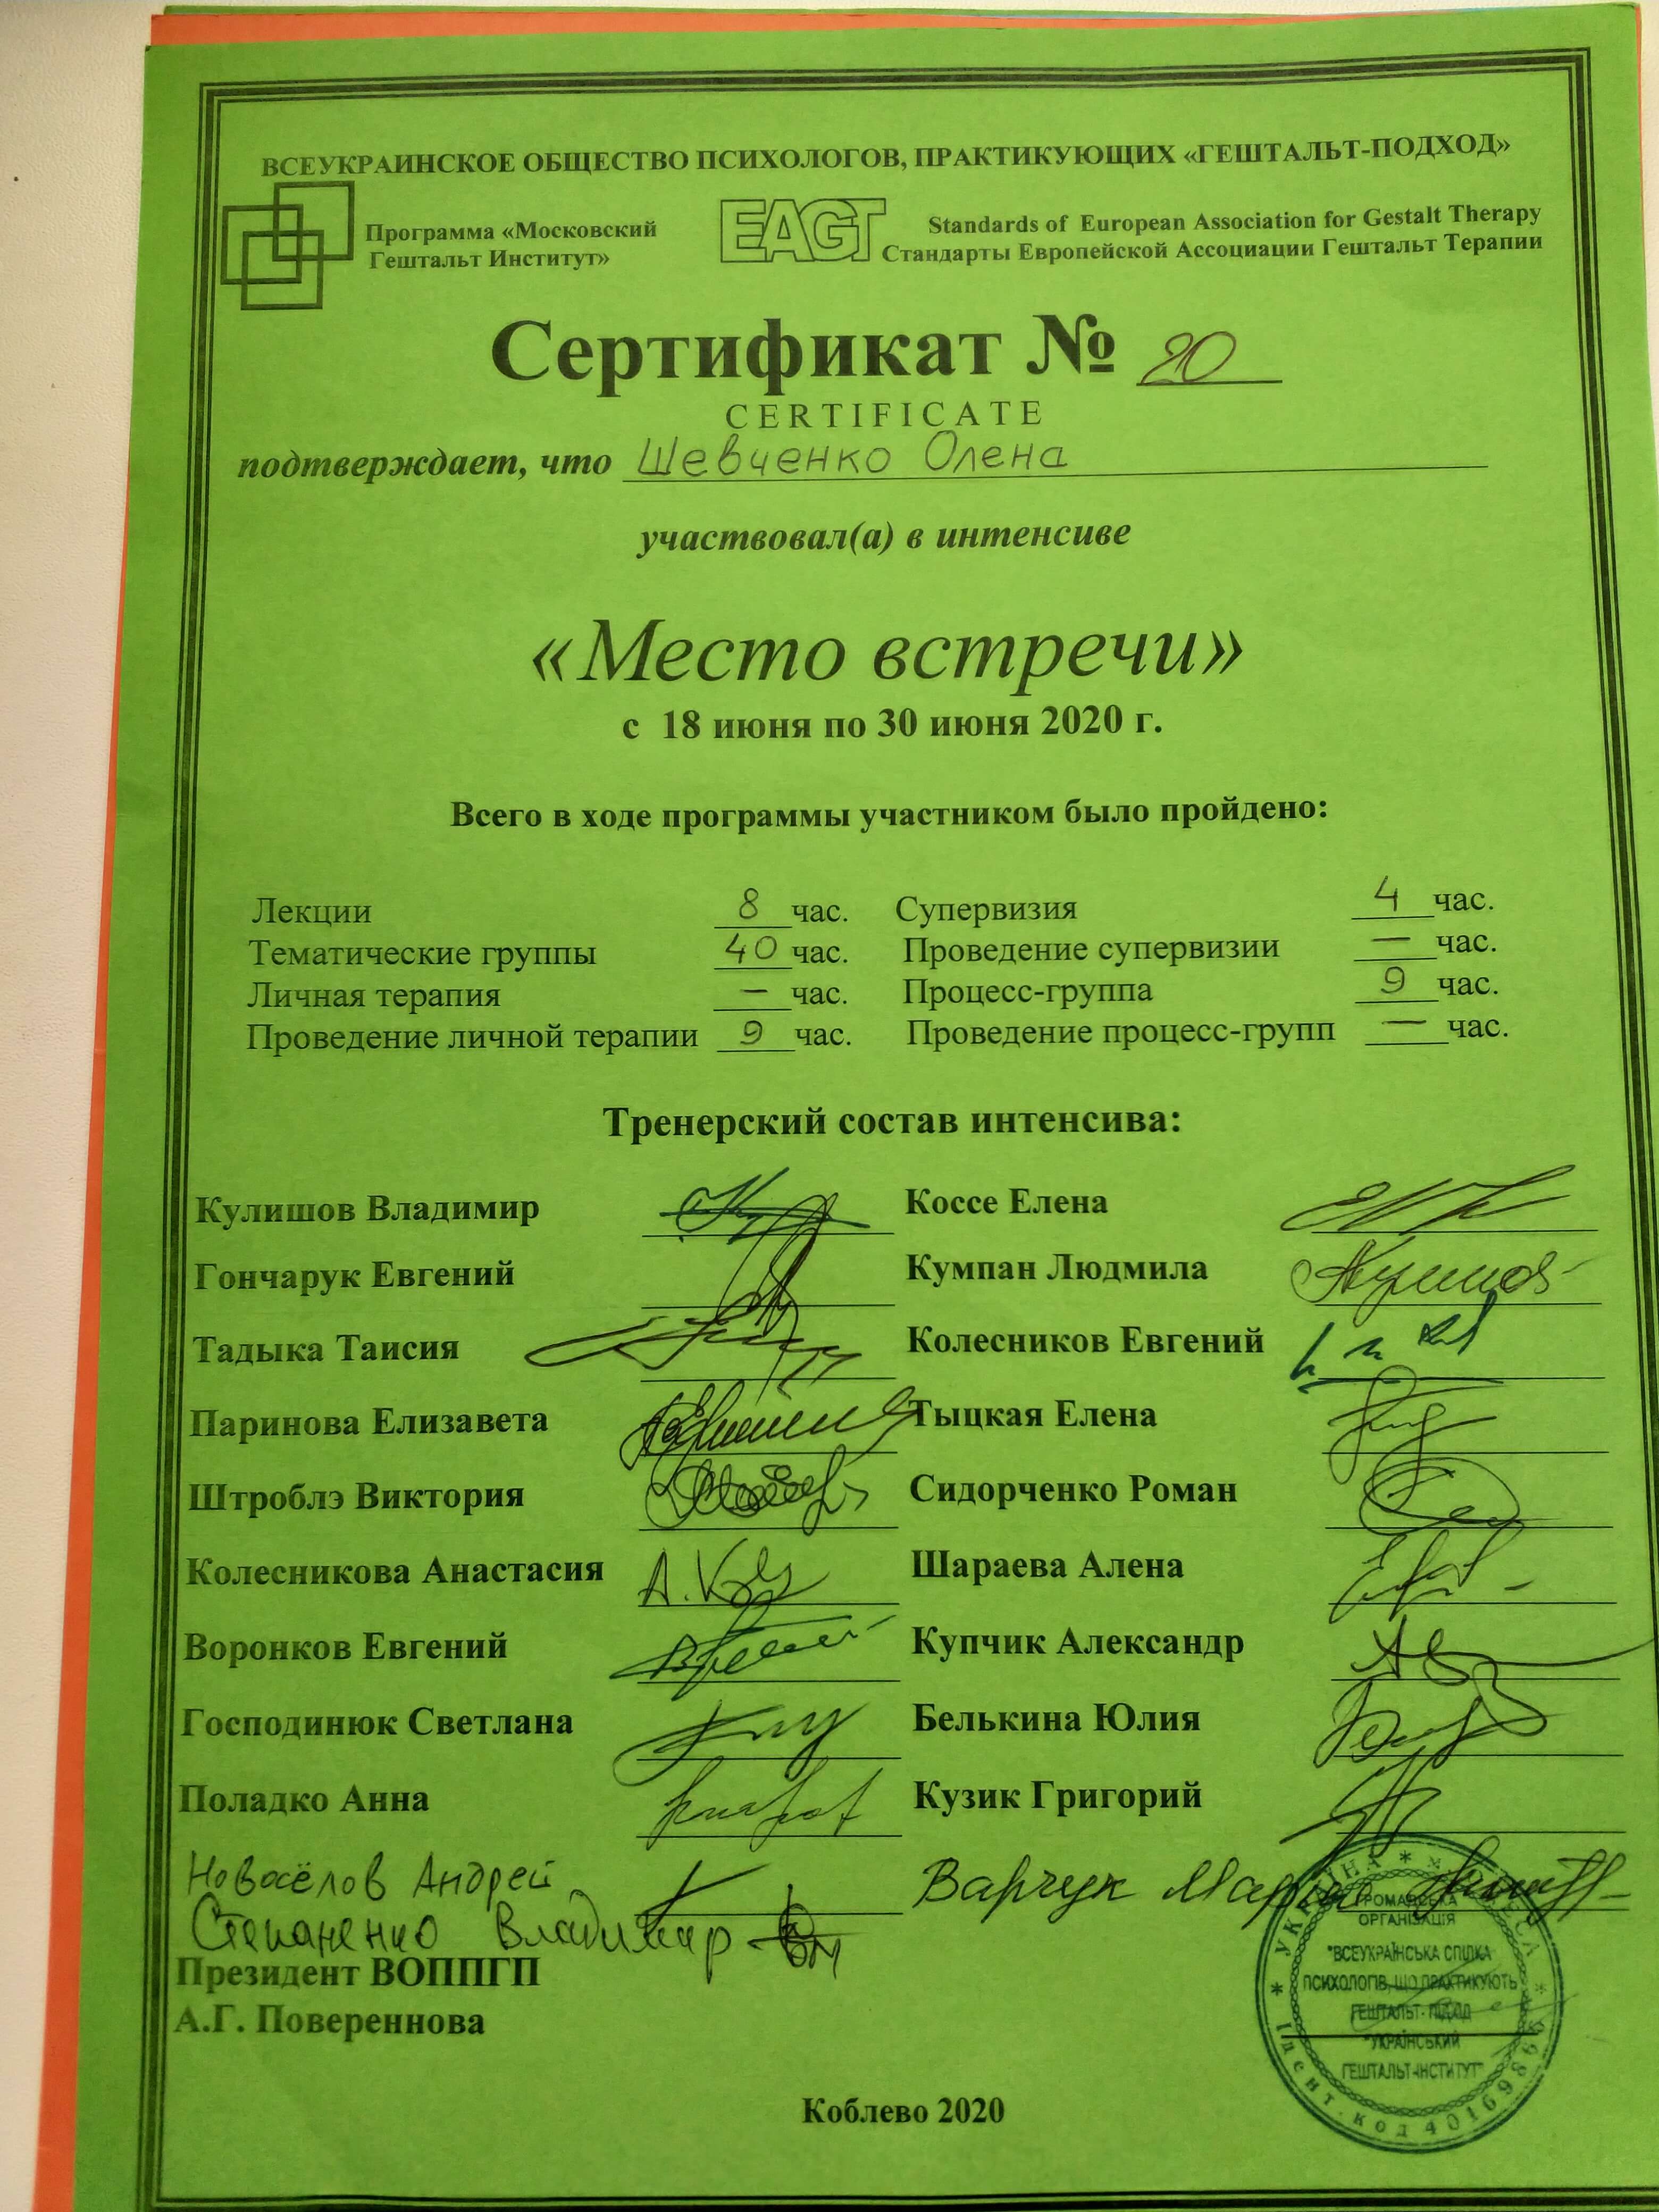 ВСЕУКРАИНСКОЕ ОБЩЕСТВО ПСИХОЛОГОВ, ПРАКТИКУЮЩИХ «ГЕШТАЛЬТ-ПОДХОД»
Программа «Московский
Гештальт Институт»
EAGT
Standards of European Association for Gestalt Therapy
Стандарты Европейской Ассоциации Гештальт Терапии
Сертификат № 20
CERTIFICATE
подтверждает, что Шевченко Олена
участвовал(а) в интенсиве
«Место встречи»
с 18 июня по 30 июня 2020 г.
Всего в ходе программы участником было пройдено:
Лекции 8 час. Супервизия 4 час.
Тематические группы 40 час. Проведение супервизии — час.
Личная терапия — час. Процесс-группа 9 час.
Проведение личной терапии 9 час. Проведение процесс-групп — час.
Тренерский состав интенсива:
Кулишов Владимир Коссе Елена
Гончарук Евгений Кумпан Людмила
Тадыка Таисия Колесников Евгений
Паринова Елизавета Тыцкая Елена
Штроблэ Виктория Сидорченко Роман
Колесникова Анастасия Шараева Алена
Воронков Евгений Купчик Александр
Господинюк Светлана Белькина Юлия
Поладко Анна Кузик Григорий
Новосёлов Андрей Варчук
Степаненко Владимир
Президент ВОППГП
А.Г. Повереннова
УКРАЇНА * ОДЕСА
ГРОМАДСЬКА
ОРГАНІЗАЦІЯ
"ВСЕУКРАЇНСЬКА СПІЛКА
ПСИХОЛОГІВ, ЩО ПРАКТИКУЮТЬ
ГЕШТАЛЬТ-ПІДХІД
"УКРАЇНСЬКИЙ
ГЕШТАЛЬТ-ІНСТИТУТ"
Ідент. код
Коблево 2020